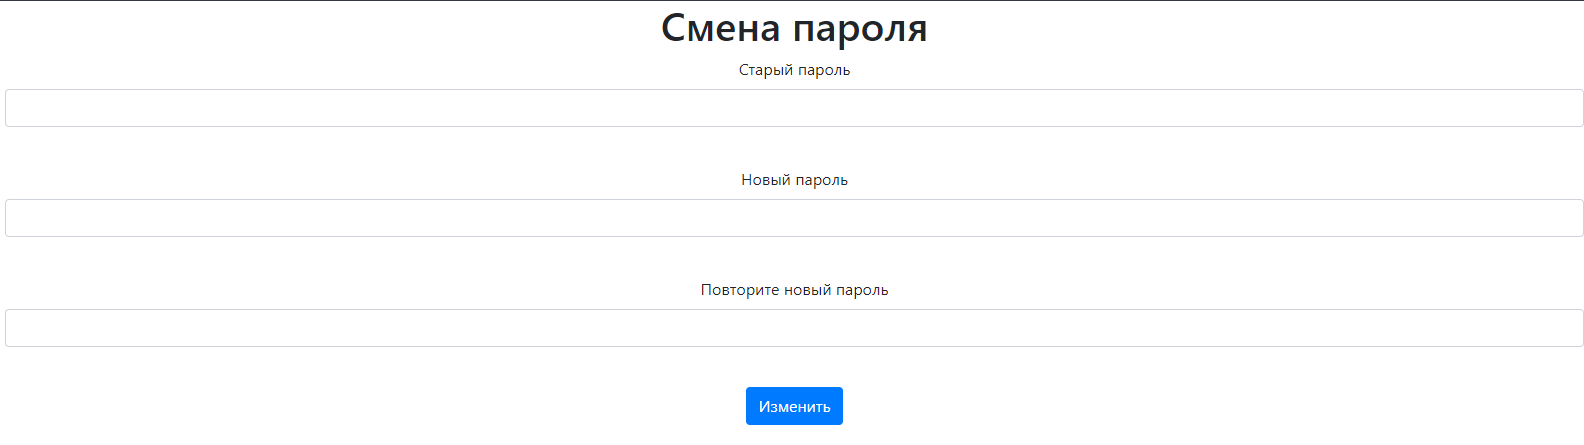 Смена пароля
Старый пароль
Новый пароль
Повторите новый пароль
Изменить